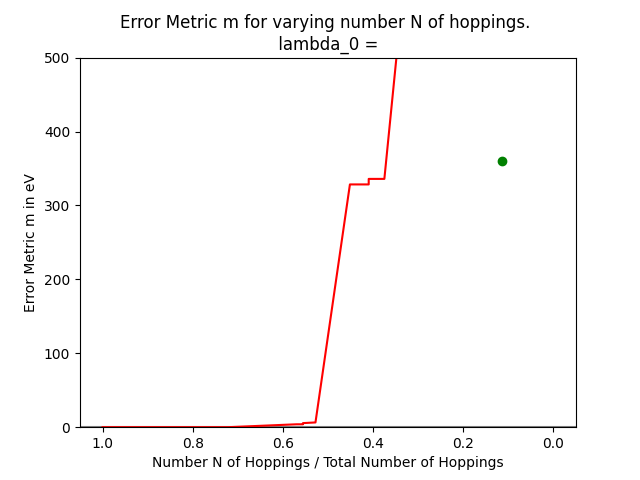 Error Metric m for varying number N of hoppings.
lambda_0 =
500
400
300
200
100
0
Error Metric m in eV
1.0 0.8 0.6 0.4 0.2 0.0
Number N of Hoppings / Total Number of Hoppings